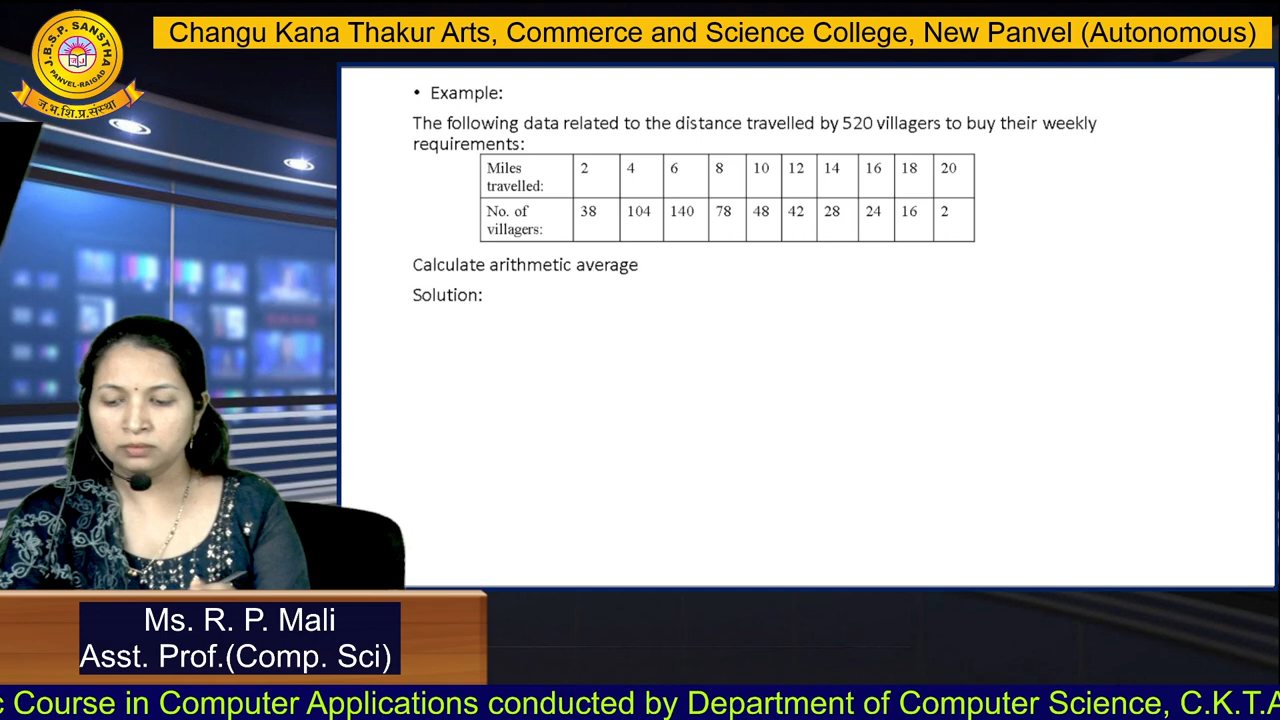 Changu Kana Thakur Arts, Commerce and Science College, New Panvel (Autonomous)
J.B.S.P. SANSTHA
PANVEL-RAIGAD
ज.भ.शि.प्र.संस्था
• Example:
The following data related to the distance travelled by 520 villagers to buy their weekly
requirements:
Miles travelled: 2 4 6 8 10 12 14 16 18 20
No. of villagers: 38 104 140 78 48 42 28 24 16 2
Calculate arithmetic average
Solution:
Ms. R. P. Mali
Asst. Prof.(Comp. Sci)
c Course in Computer Applications conducted by Department of Computer Science, C.K.T.A